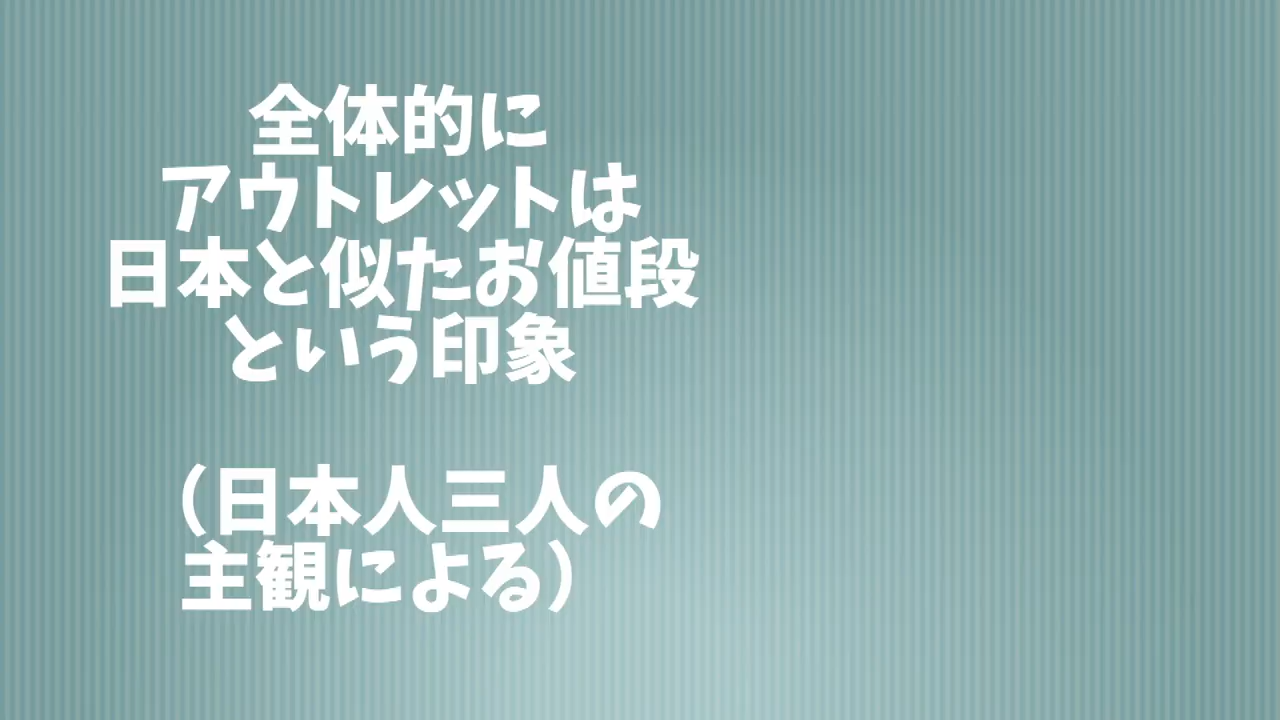 全体的に
アウトレットは
日本と似たお値段
という印象
(日本人三人の
主観による)